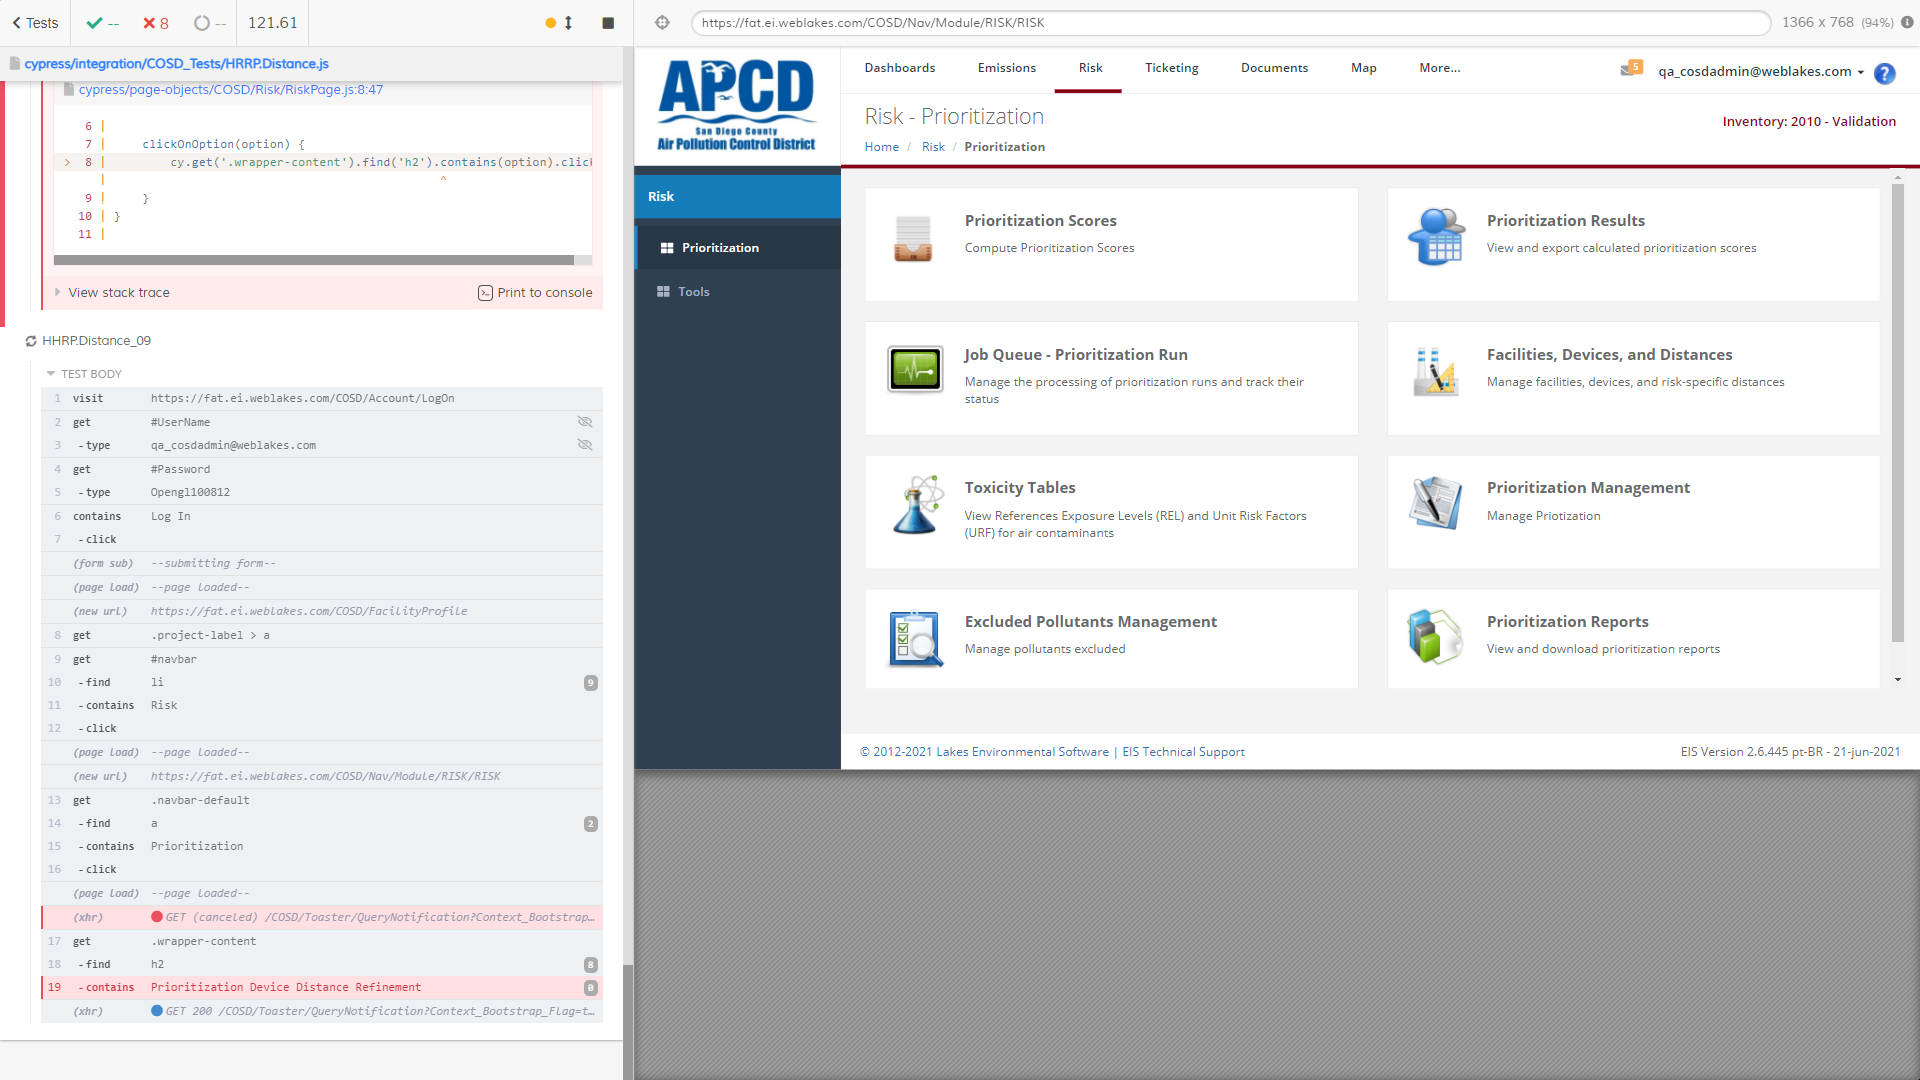 Tests
--
8
--
121.61
https://fat.ei.weblakes.com/COSD/Nav/Module/RISK/RISK
1366 x 768 (94%)
cypress/integration/COSD_Tests/HRRP.Distance.js
cypress/page-objects/COSD/Risk/RiskPage.js:8:47
6 |
7 | clickOnOption(option) {
> 8 | cy.get('.wrapper-content').find('h2').contains(option).click
| ^
9 | }
10 | }
11 |
View stack trace
Print to console
HHRP.Distance_09
TEST BODY
1 visit https://fat.ei.weblakes.com/COSD/Account/LogOn
2 get #UserName
3 -type qa_cosdadmin@weblakes.com
4 get #Password
5 -type Opengl100812
6 contains Log In
7 -click
(form sub) --submitting form--
(page load) --page loaded--
(new url) https://fat.ei.weblakes.com/COSD/FacilityProfile
8 get .project-label > a
9 get #navbar
10 -find li 9
11 -contains Risk
12 -click
(page load) --page loaded--
(new url) https://fat.ei.weblakes.com/COSD/Nav/Module/RISK/RISK
13 get .navbar-default
14 -find a 2
15 -contains Prioritization
16 -click
(page load) --page loaded--
(xhr) GET (canceled) /COSD/Toaster/QueryNotification?Context_Bootstrap…
17 get .wrapper-content
18 -find h2 8
19 -contains Prioritization Device Distance Refinement 0
(xhr) GET 200 /COSD/Toaster/QueryNotification?Context_Bootstrap_Flag=t…
APCD
San Diego County
Air Pollution Control District
Dashboards
Emissions
Risk
Ticketing
Documents
Map
More...
5
qa_cosdadmin@weblakes.com
?
Risk - Prioritization
Home / Risk / Prioritization
Inventory: 2010 - Validation
Risk
Prioritization
Tools
Prioritization Scores
Compute Prioritization Scores
Prioritization Results
View and export calculated prioritization scores
Job Queue - Prioritization Run
Manage the processing of prioritization runs and track their
status
Facilities, Devices, and Distances
Manage facilities, devices, and risk-specific distances
Toxicity Tables
View References Exposure Levels (REL) and Unit Risk Factors
(URF) for air contaminants
Prioritization Management
Manage Priotization
Excluded Pollutants Management
Manage pollutants excluded
Prioritization Reports
View and download prioritization reports
© 2012-2021 Lakes Environmental Software | EIS Technical Support
EIS Version 2.6.445 pt-BR - 21-jun-2021